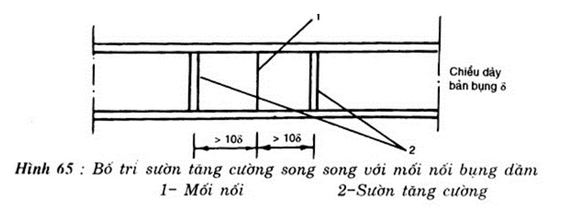 1
Chiều dày
bản bụng δ
> 10δ > 10δ
2
Hình 65 : Bố trí sườn tăng cường song song với mối nối bụng dầm
1- Mối nối 2-Sườn tăng cường